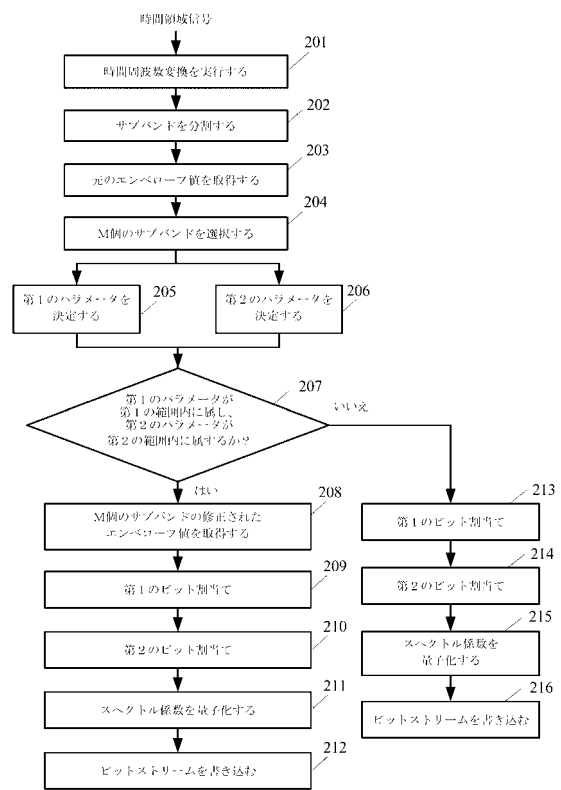 時間領域信号
201
時間周波数変換を実行する
202
サブバンドを分割する
203
元のエンベロープ値を取得する
204
M個のサブバンドを選択する
第1のパラメータを
決定する
205
第2のパラメータを
決定する
206
207
第1のパラメータが
第1の範囲内に属し、
第2のパラメータが
第2の範囲内に属するか?
いいえ
はい
208
M個のサブバンドの修正された
エンベロープ値を取得する
209
第1のビット割当て
210
第2のビット割当て
211
スペクトル係数を量子化する
212
ビットストリームを書き込む
213
第1のビット割当て
214
第2のビット割当て
215
スペクトル係数を
量子化する
216
ビットストリームを書き込む